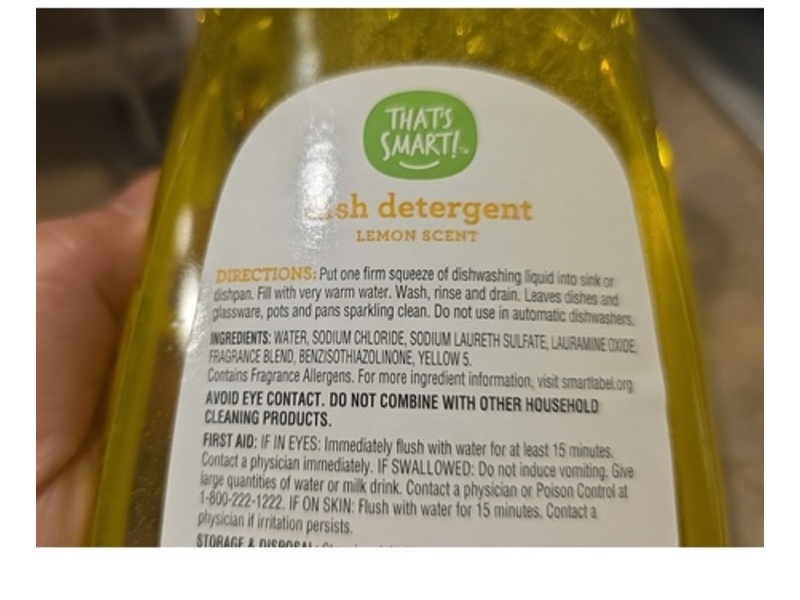 THAT'S
SMART!™
dish detergent
LEMON SCENT
DIRECTIONS: Put one firm squeeze of dishwashing liquid into sink or
dishpan. Fill with very warm water. Wash, rinse and drain. Leaves dishes and
glassware, pots and pans sparkling clean. Do not use in automatic dishwashers.
INGREDIENTS: WATER, SODIUM CHLORIDE, SODIUM LAURETH SULFATE, LAURAMINE OXIDE,
FRAGRANCE BLEND, BENZISOTHIAZOLINONE, YELLOW 5.
Contains Fragrance Allergens. For more ingredient information, visit smartlabel.org
AVOID EYE CONTACT. DO NOT COMBINE WITH OTHER HOUSEHOLD
CLEANING PRODUCTS.
FIRST AID: IF IN EYES: Immediately flush with water for at least 15 minutes.
Contact a physician immediately. IF SWALLOWED: Do not induce vomiting. Give
large quantities of water or milk drink. Contact a physician or Poison Control at
1-800-222-1222. IF ON SKIN: Flush with water for 15 minutes. Contact a
physician if irritation persists.
STORAGE & DISPOSAL: